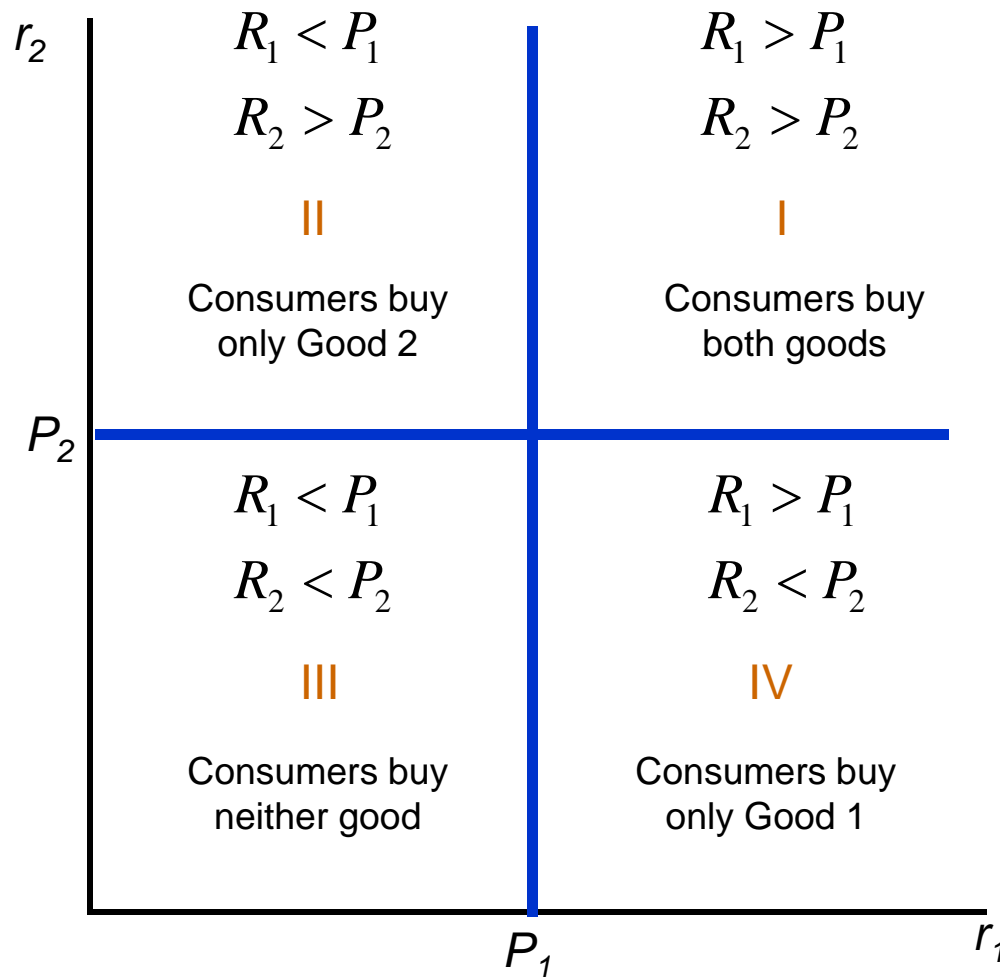 r₂
R₁ < P₁
R₂ > P₂
II
Consumers buy
only Good 2
R₁ > P₁
R₂ > P₂
I
Consumers buy
both goods
P₂
R₁ < P₁
R₂ < P₂
III
Consumers buy
neither good
R₁ > P₁
R₂ < P₂
IV
Consumers buy
only Good 1
P₁
r₁